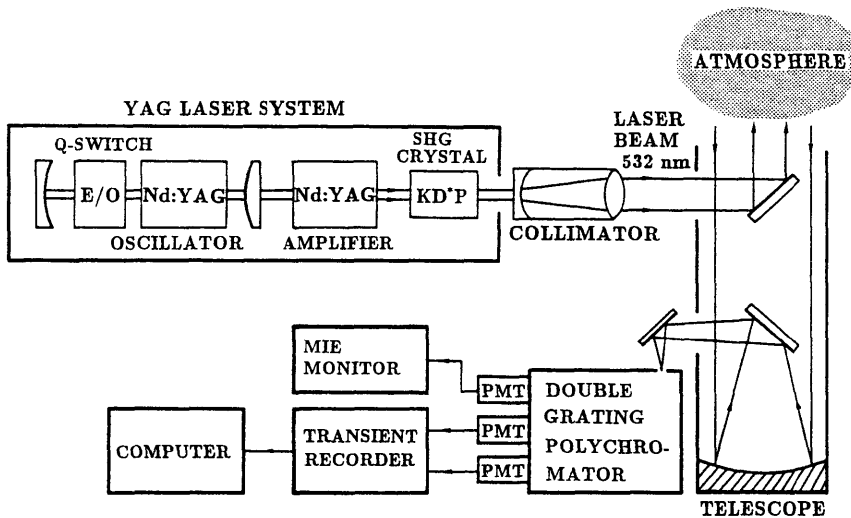 ATMOSPHERE
YAG LASER SYSTEM
Q-SWITCH
E/O
Nd:YAG
OSCILLATOR
Nd:YAG
AMPLIFIER
SHG
CRYSTAL
KD*P
COLLIMATOR
LASER
BEAM
532 nm
MIE
MONITOR
PMT
PMT
PMT
DOUBLE
GRATING
POLYCHRO-
MATOR
COMPUTER
TRANSIENT
RECORDER
TELESCOPE